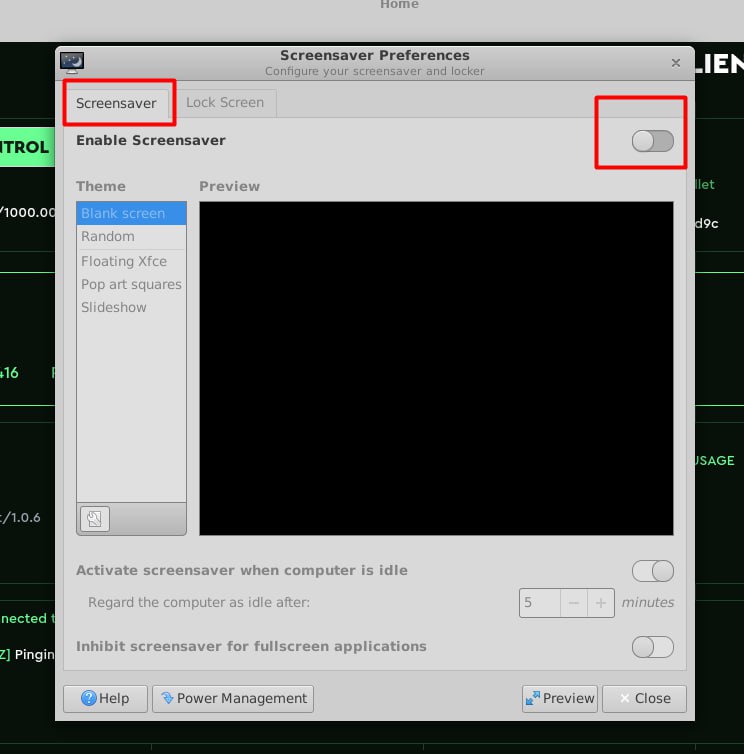 Home
Screensaver Preferences
Configure your screensaver and locker
LIEN
Screensaver
Lock Screen
NTROL
Enable Screensaver
Theme
Preview
llet
/1000.00
d9c
Blank screen
Random
Floating Xfce
Pop art squares
Slideshow
416
USAGE
t/1.0.6
Activate screensaver when computer is idle
Regard the computer as idle after:
5
minutes
nected t
Inhibit screensaver for fullscreen applications
Z] Pingin
Help
Power Management
Preview
Close